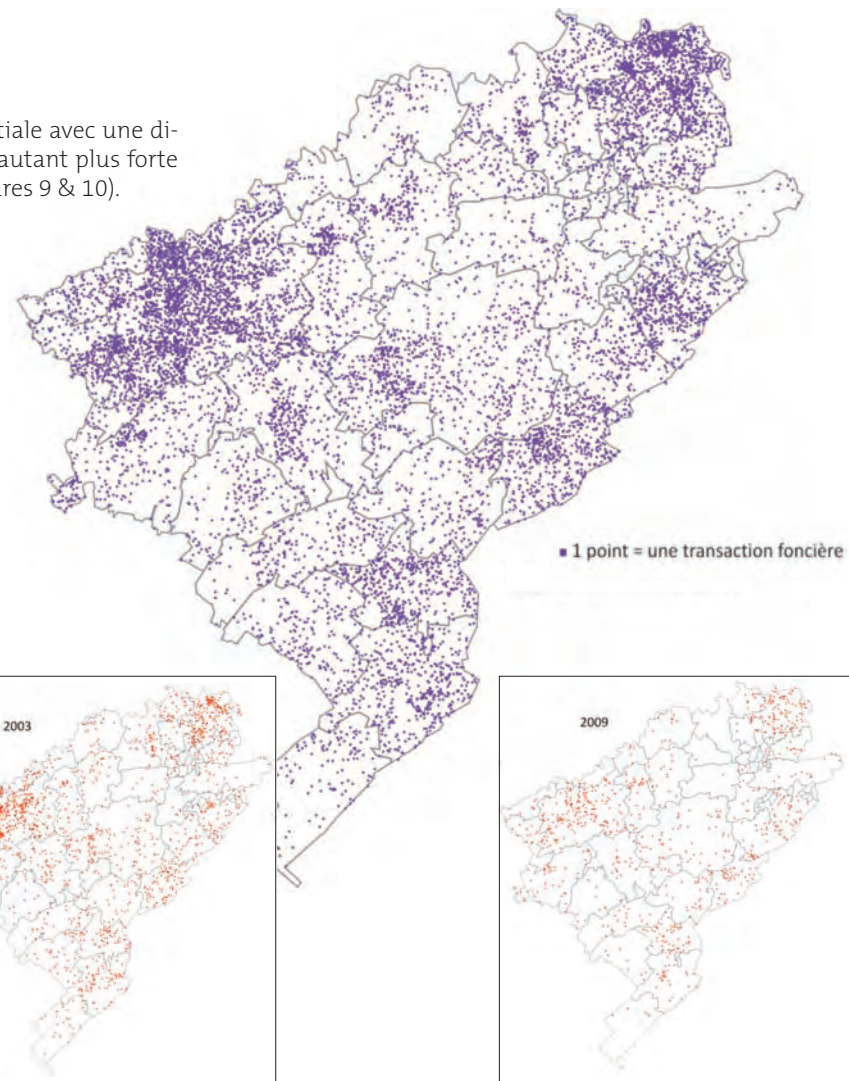 tiale avec une di-
autant plus forte
res 9 & 10).
1 point = une transaction foncière
2003
2009